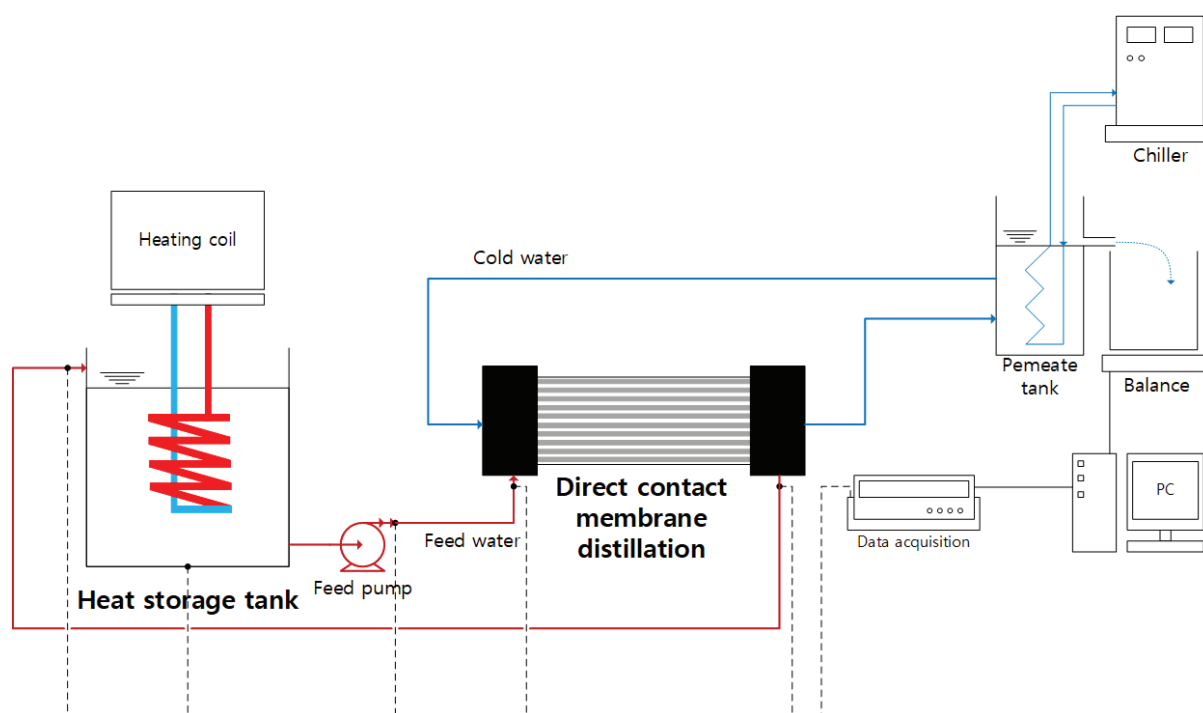 Chiller
Heating coil
Cold water
Pemeate
tank
Balance
Direct contact
membrane
distillation
PC
Feed water
Data acquisition
Feed pump
Heat storage tank